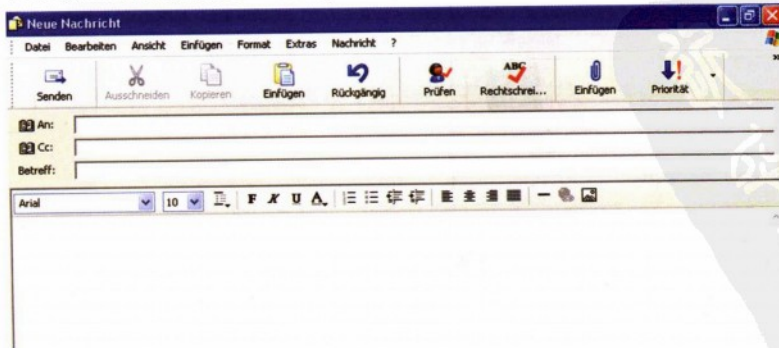 Neue Nachricht
Datei Bearbeiten Ansicht Einfügen Format Extras Nachricht ?
Senden Ausschneiden Kopieren Einfügen Rückgängig Prüfen Rechtschrei... Einfügen Priorität
ABC
An:
Cc:
Betreff:
Arial 10 F K U A